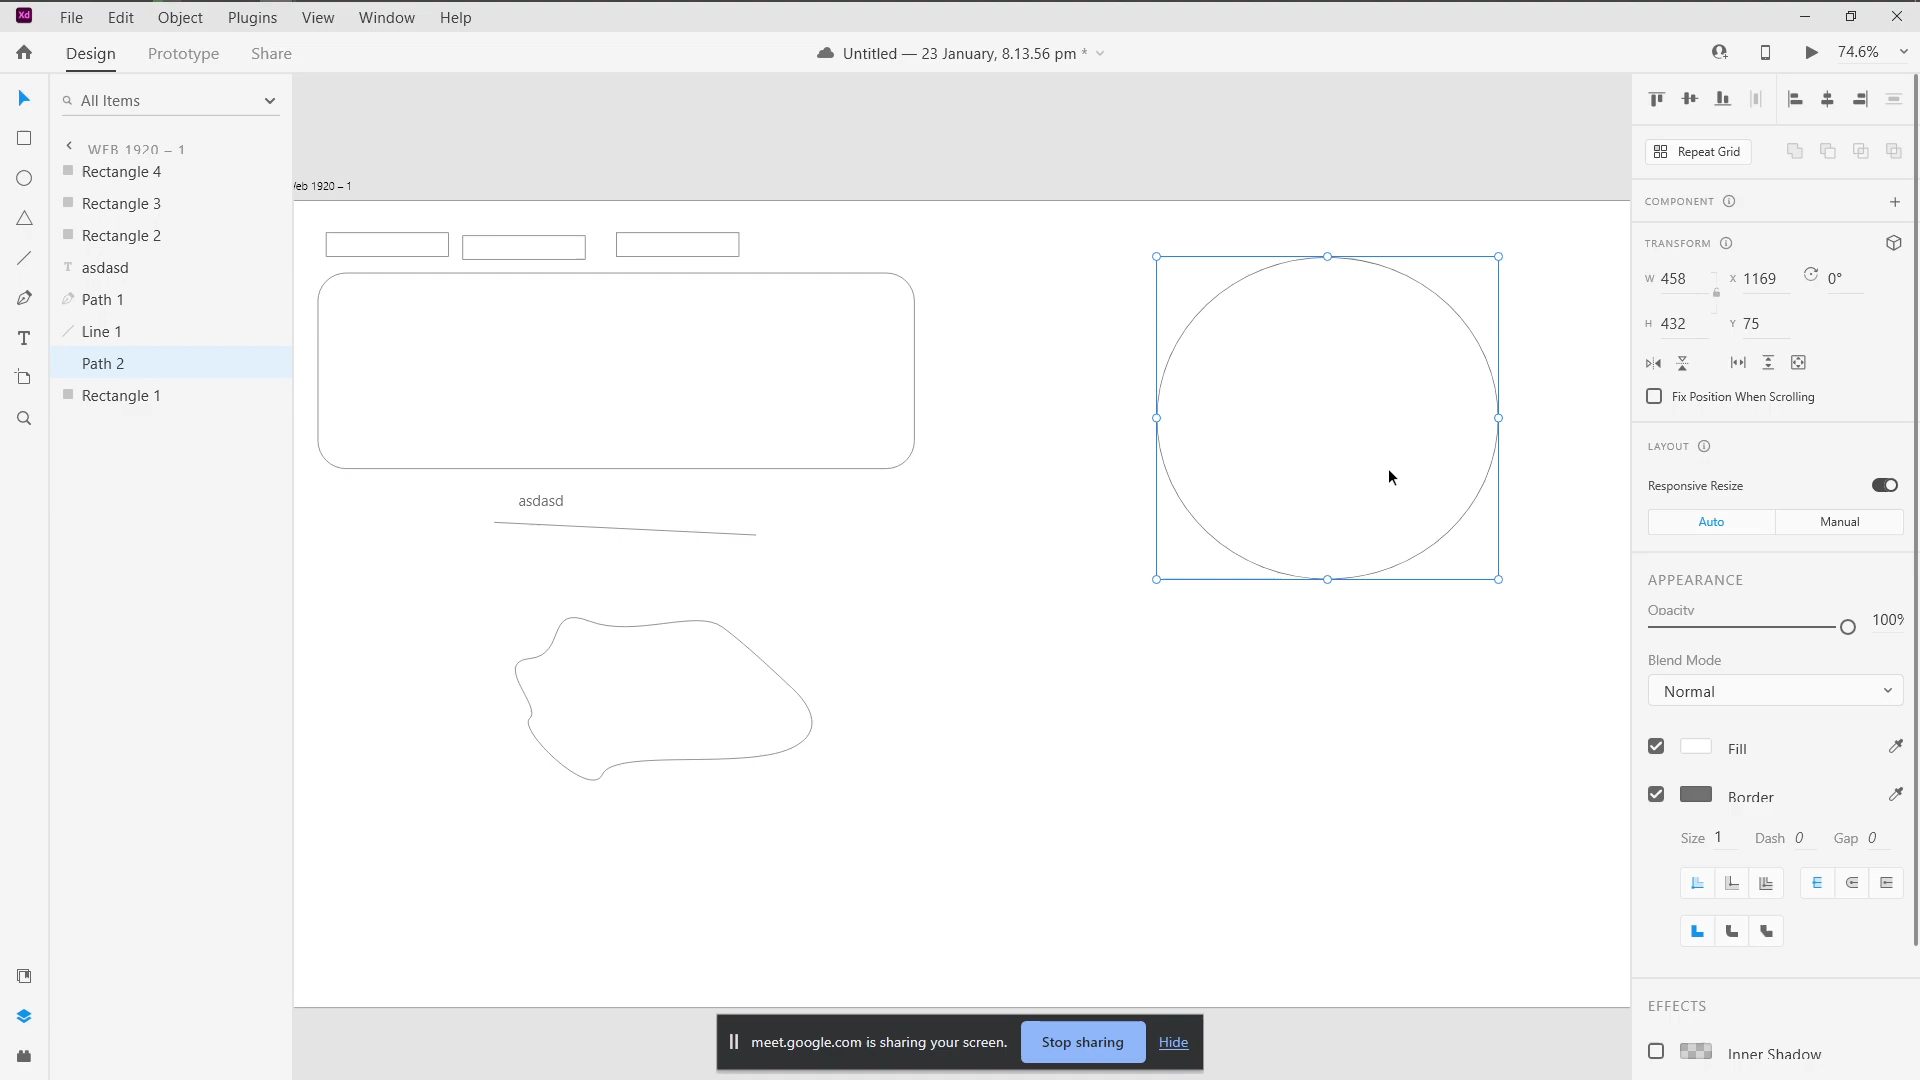 Xd File Edit Object Plugins View Window Help
Design Prototype Share Untitled — 23 January, 8.13.56 pm * 74.6%
All Items
WEB 1920 – 1
Rectangle 4
Rectangle 3
Rectangle 2
T asdasd
Path 1
Line 1
Path 2
Rectangle 1
Web 1920 – 1
asdasd
Repeat Grid
COMPONENT
TRANSFORM
W 458 X 1169 0°
H 432 Y 75
Fix Position When Scrolling
LAYOUT
Responsive Resize
Auto Manual
APPEARANCE
Opacity 100%
Blend Mode
Normal
Fill
Border
Size 1 Dash 0 Gap 0
EFFECTS
Inner Shadow
meet.google.com is sharing your screen. Stop sharing Hide